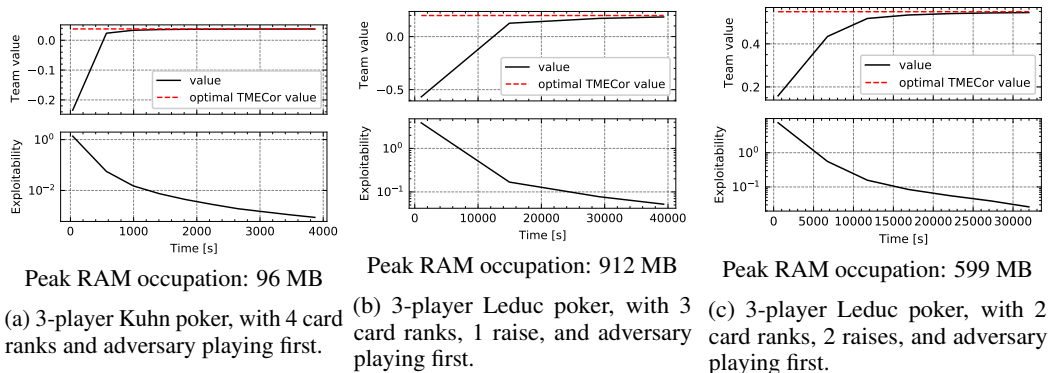 Team value
0.0
−0.1
−0.2
value
optimal TMECor value
Exploitability
10⁰
10⁻²
0 1000 2000 3000 4000
Time [s]
Peak RAM occupation: 96 MB
(a) 3-player Kuhn poker, with 4 card
ranks and adversary playing first.
Team value
0.0
−0.5
value
optimal TMECor value
Exploitability
10⁰
10⁻¹
0 10000 20000 30000 40000
Time [s]
Peak RAM occupation: 912 MB
(b) 3-player Leduc poker, with 3
card ranks, 1 raise, and adversary
playing first.
Team value
0.4
0.2
value
optimal TMECor value
Exploitability
10⁰
10⁻¹
0 5000 10000 15000 20000 25000 30000
Time [s]
Peak RAM occupation: 599 MB
(c) 3-player Leduc poker, with 2
card ranks, 2 raises, and adversary
playing first.